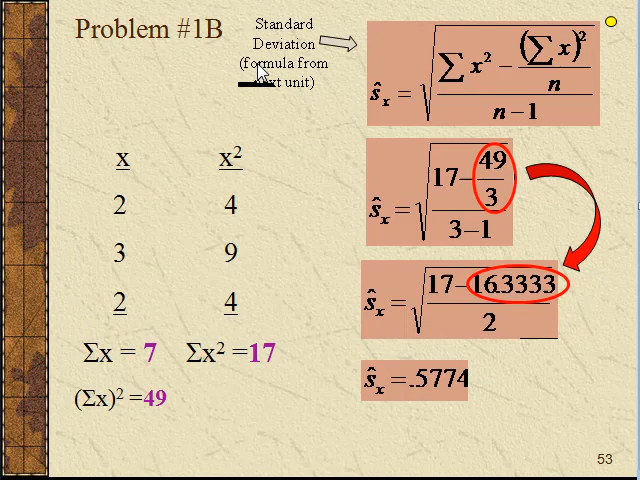 Problem #1B
Standard
Deviation
(formula from
next unit)
ŝₓ = √((∑x² − (∑x)²/n)/(n − 1))
x x²
2 4
3 9
2 4
Σx = 7 Σx² =17
(Σx)² =49
ŝₓ = √((17 − 49/3)/(3 − 1))
ŝₓ = √((17 − 16.3333)/2)
ŝₓ = .5774
53